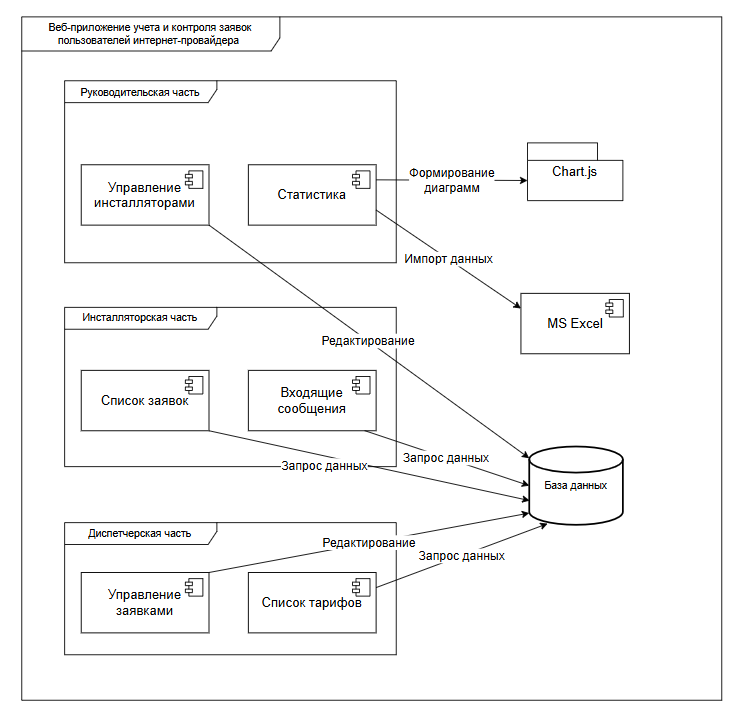 Веб-приложение учета и контроля заявок
пользователей интернет-провайдера
Руководительская часть
Управление
инсталляторами
Статистика
Формирование
диаграмм
Chart.js
Импорт данных
MS Excel
Инсталляторская часть
Редактирование
Список заявок
Входящие
сообщения
Запрос данных
Запрос данных
База данных
Диспетчерская часть
Редактирование
Запрос данных
Управление
заявками
Список тарифов